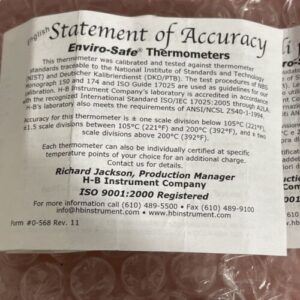 English
Statement of Accuracy
Enviro-Safe® Thermometers
This thermometer was calibrated and tested against thermometer
standards traceable to the National Institute of Standards and Technology
(NIST) and Deutscher Kalibrierdienst (DKD/PTB). The test procedures of NBS
Monograph 150 and 174 and ISO Guide 17025 are used as guidelines for our
calibration. H-B Instrument Company's laboratory is accredited in accordance
with the recognized International Standard ISO/IEC 17025:2005 through A2LA.
H-B's laboratory also meets the requirements of ANSI/NCSL Z540-1-1994.
Accuracy for this thermometer is ± one scale division below 105°C (221°F),
±1.5 scale divisions between 105°C (221°F) and 200°C (392°F), and ± two
scale divisions above 200°C (392°F).
Each thermometer can also be individually certified at specific
temperature points of your choice for an additional charge.
Contact us for details.
Richard Jackson, Production Manager
H-B Instrument Company
ISO 9001:2000 Registered
For more information call (610) 489-5500 • Fax (610) 489-9100
info@hbinstrument.com • www.hbinstrument.com
Form #0-568 Rev. 11